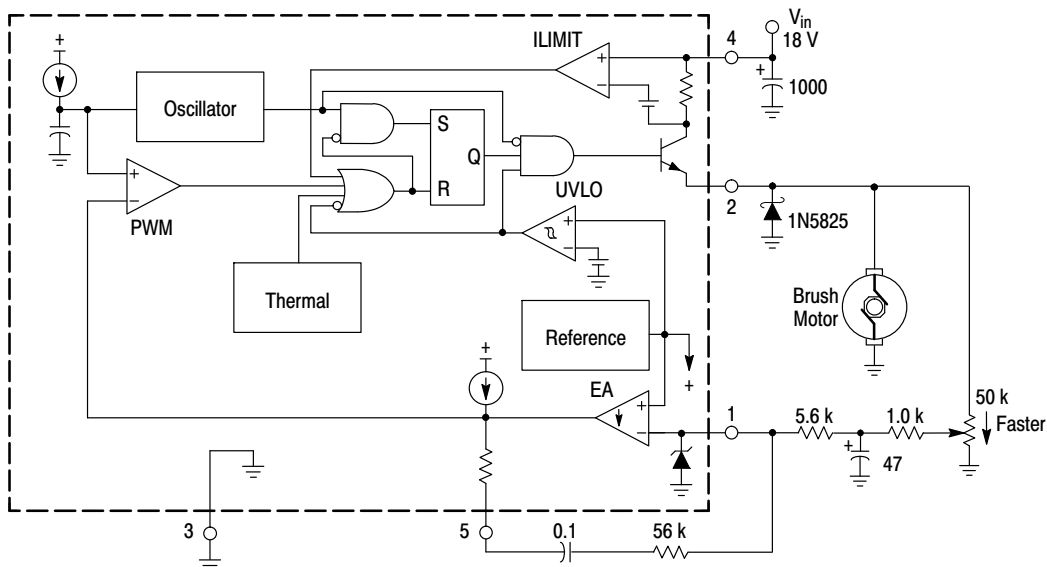 ILIMIT
4
Vin
18 V
+
Oscillator
+
−
+
1000
S
Q
R
+
−
PWM
UVLO
2
1N5825
+
−
Thermal
Brush
Motor
Reference
+
+
EA
+
−
1
5.6 k
1.0 k
50 k
Faster
+
47
3
5
0.1
56 k